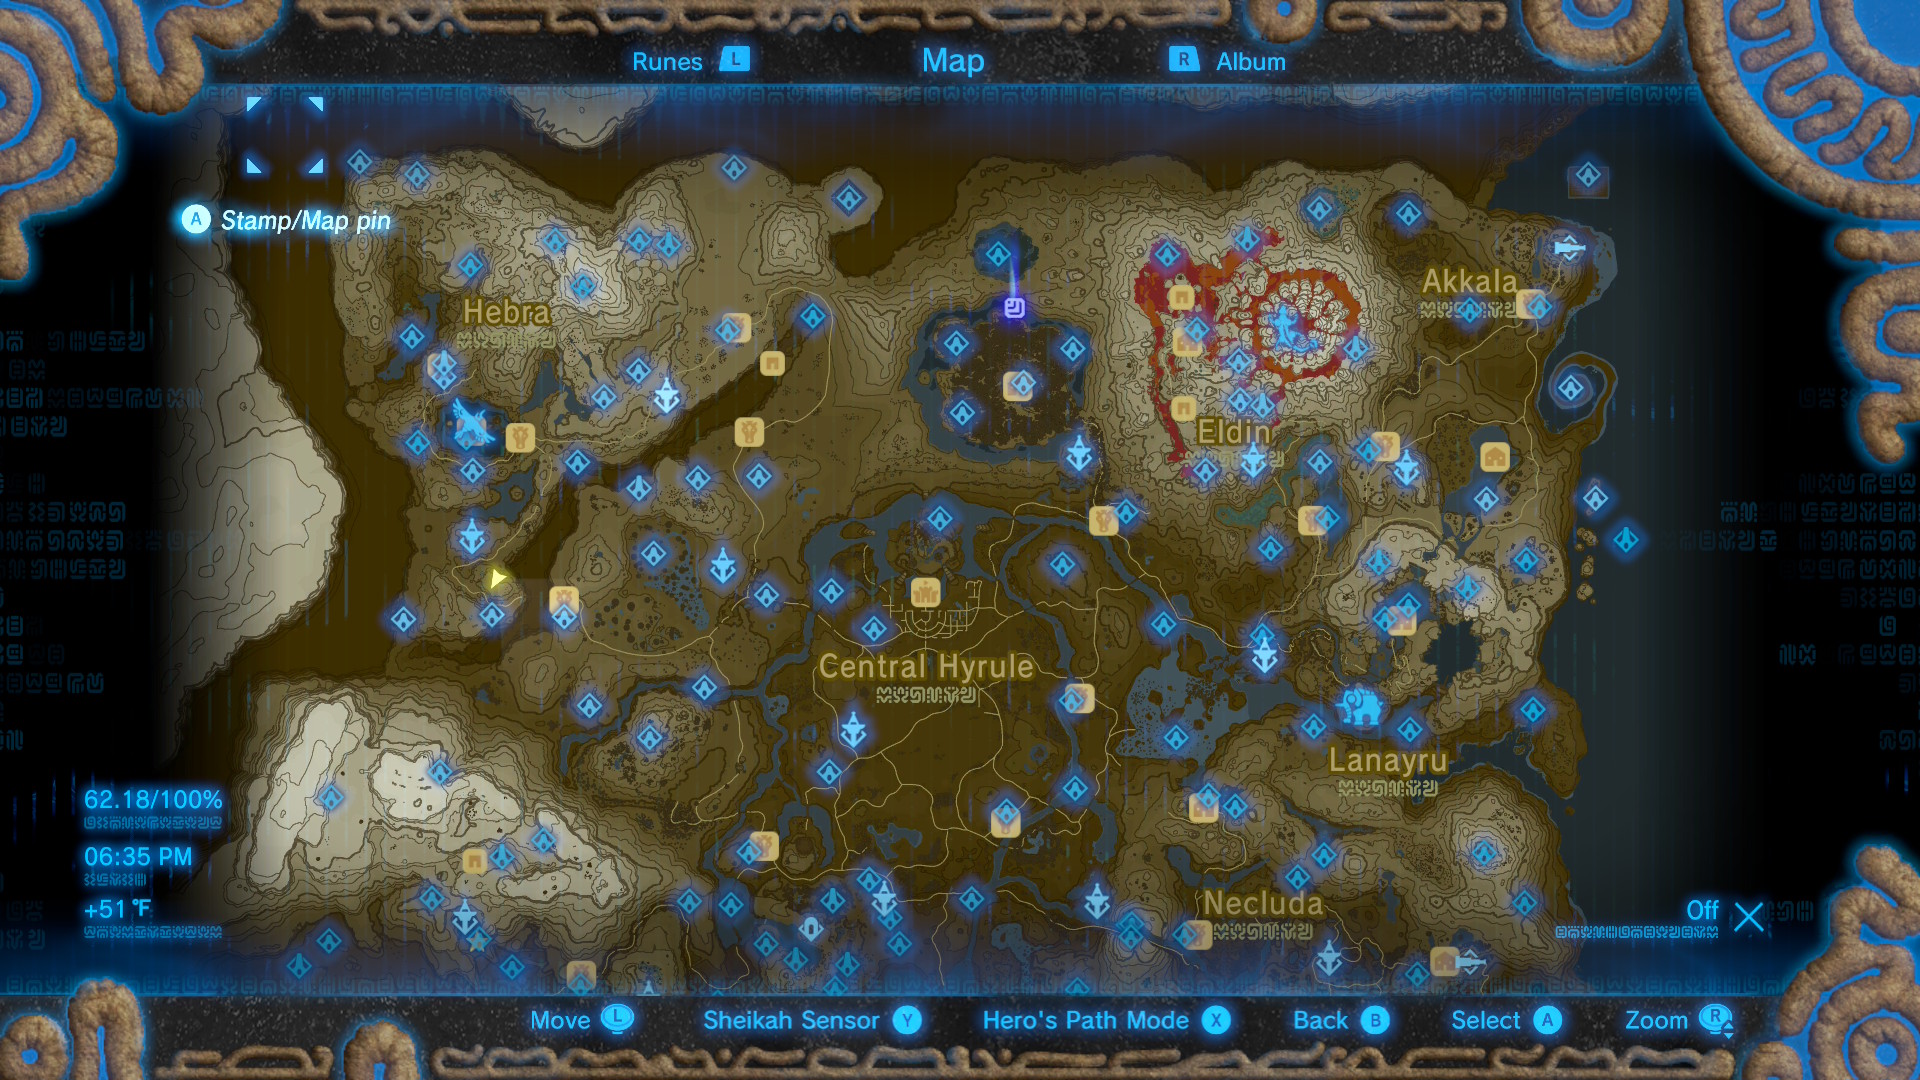 Runes L
Map
R Album
A Stamp/Map pin
Hebra
Akkala
Eldin
Central Hyrule
Lanayru
Necluda
62.18/100%
06:35 PM
+51 °F
Off
Move L
Sheikah Sensor Y
Hero's Path Mode X
Back B
Select A
Zoom R